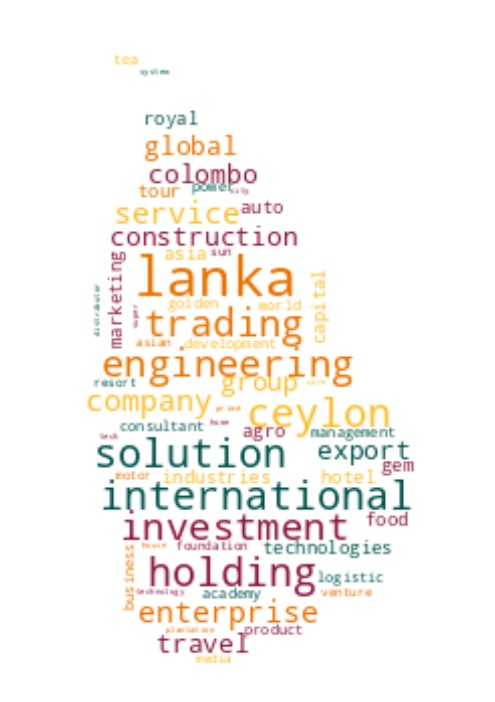 tea
system
royal
global
colombo
tour power city
service auto
construction
asia sun
lanka
marketing
distributor
super
capital
golden world
trading
asian development
engineering
resort group
company prime
ceylon
consultant home agro management
tech
solution export
gem
motor industries hotel
international
investment food
house foundation technologies
holding logistic
business
technology academy venture
enterprise
plantation product
travel
media